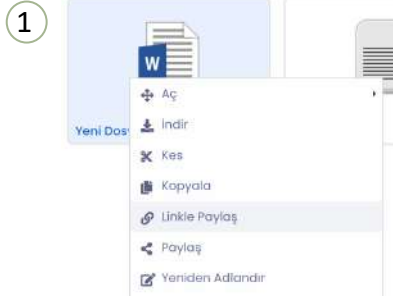 1
W
Yeni Dos
Aç
İndir
Kes
Kopyala
Linkle Paylaş
Paylaş
Yeniden Adlandır